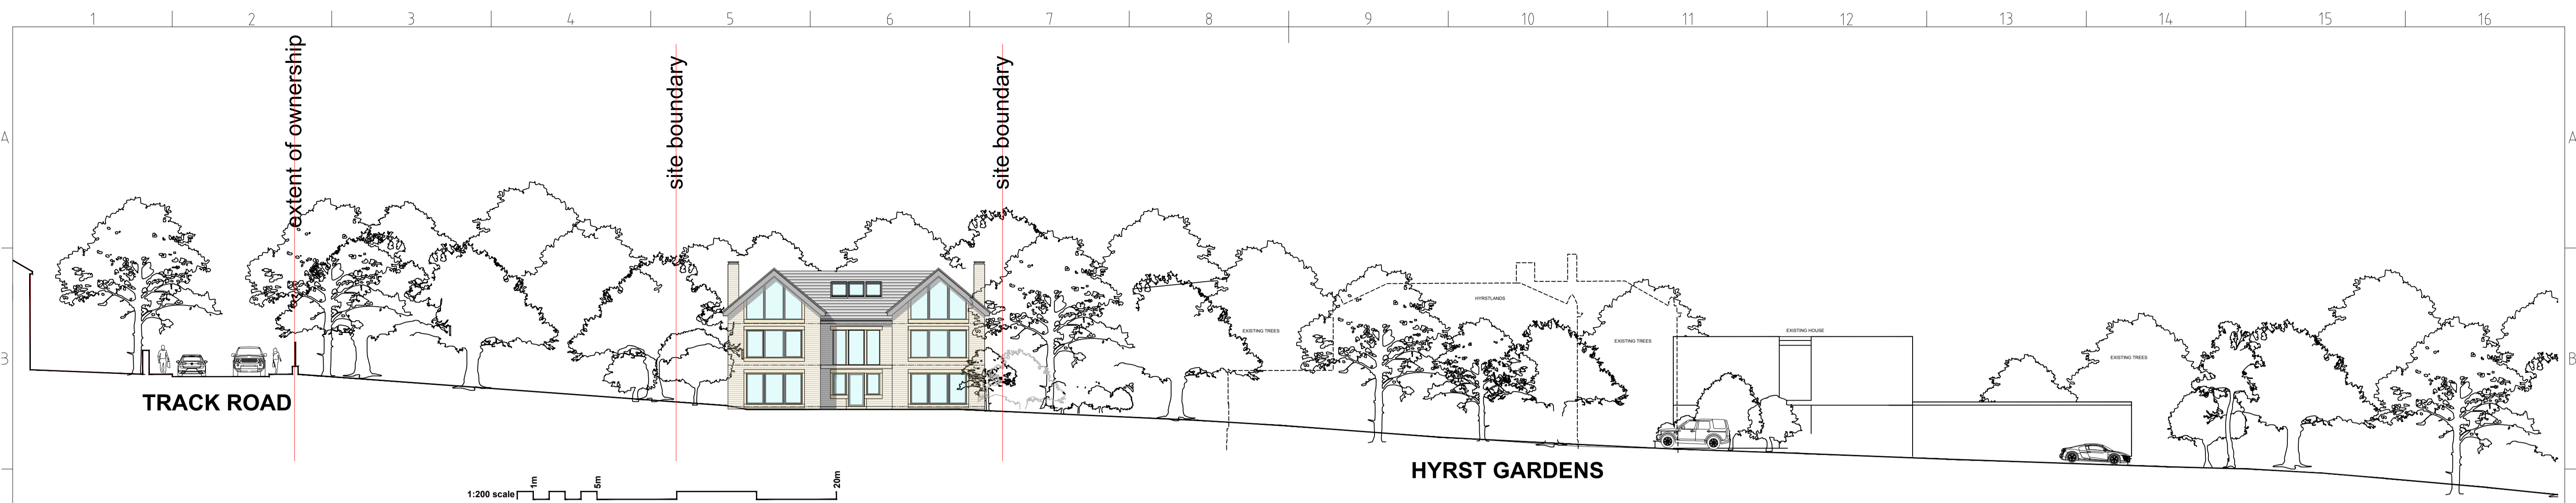 1 2 3 4 5 6 7 8 9 10 11 12 13 14 15 16
extent of ownership
site boundary
site boundary
A
A
HYRSTLANDS
EXISTING TREES
EXISTING HOUSE
EXISTING TREES
EXISTING TREES
B
B
TRACK ROAD
HYRST GARDENS
1:200 scale
1m
5m
20m